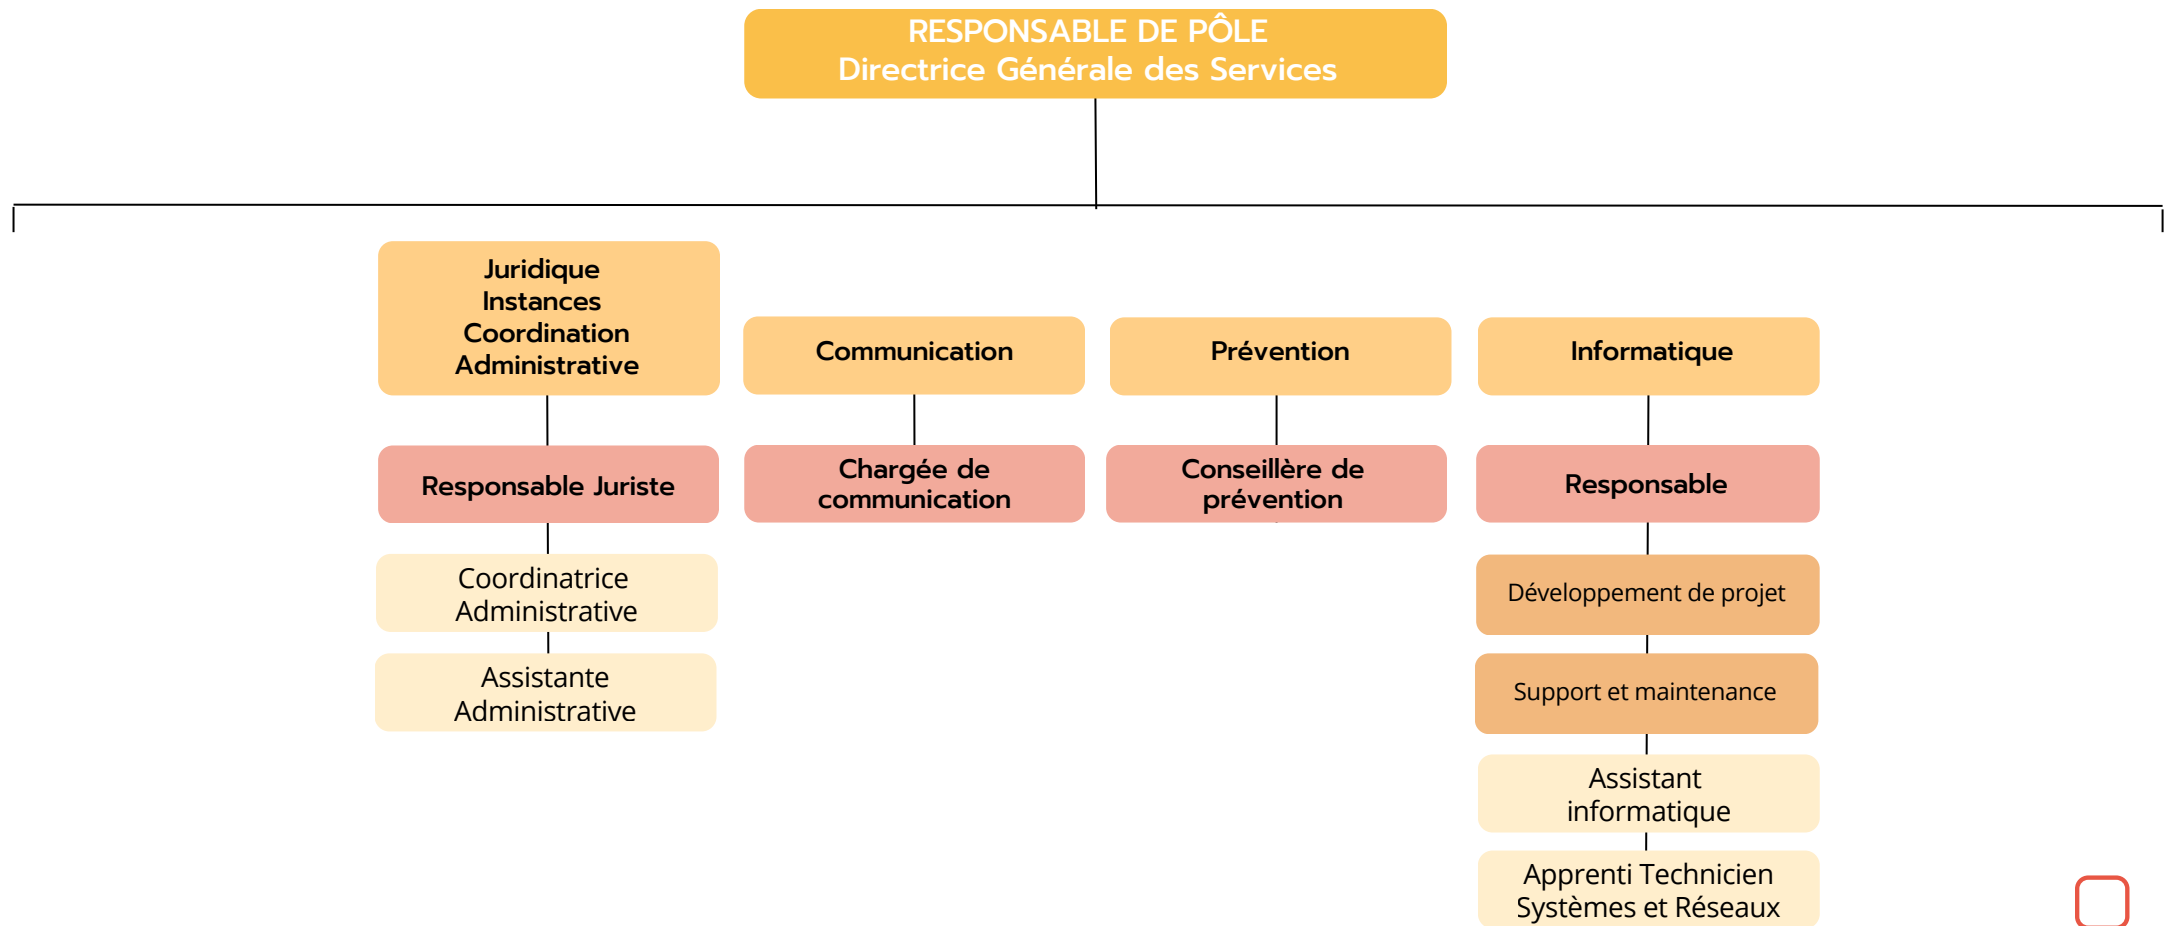 RESPONSABLE DE PÔLE
Directrice Générale des Services
Juridique
Instances
Coordination
Administrative
Communication
Prévention
Informatique
Responsable Juriste
Chargée de
communication
Conseillère de
prévention
Responsable
Coordinatrice
Administrative
Développement de projet
Assistante
Administrative
Support et maintenance
Assistant
informatique
Apprenti Technicien
Systèmes et Réseaux